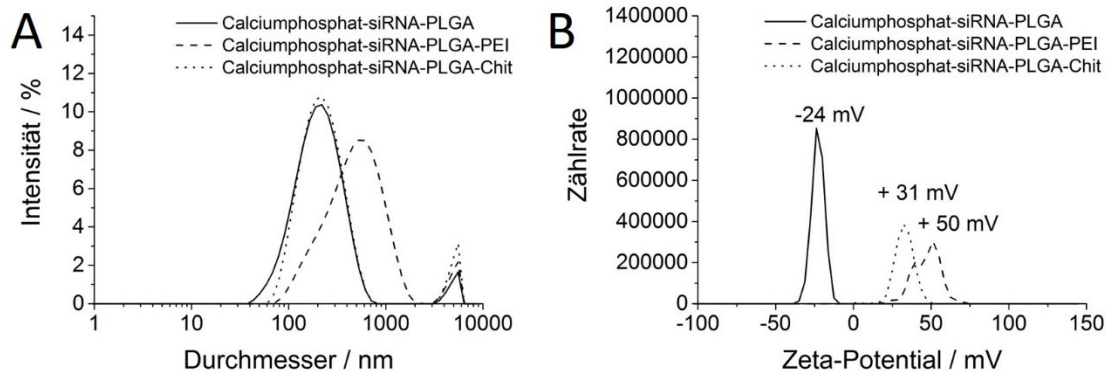 A
Calciumphosphat-siRNA-PLGA
Calciumphosphat-siRNA-PLGA-PEI
Calciumphosphat-siRNA-PLGA-Chit
Intensität / %
14
12
10
8
6
4
2
0
1
10
100
1000
10000
Durchmesser / nm
B
Calciumphosphat-siRNA-PLGA
Calciumphosphat-siRNA-PLGA-PEI
Calciumphosphat-siRNA-PLGA-Chit
-24 mV
+ 31 mV
+ 50 mV
Zählrate
1400000
1200000
1000000
800000
600000
400000
200000
0
-100
-50
0
50
100
150
Zeta-Potential / mV